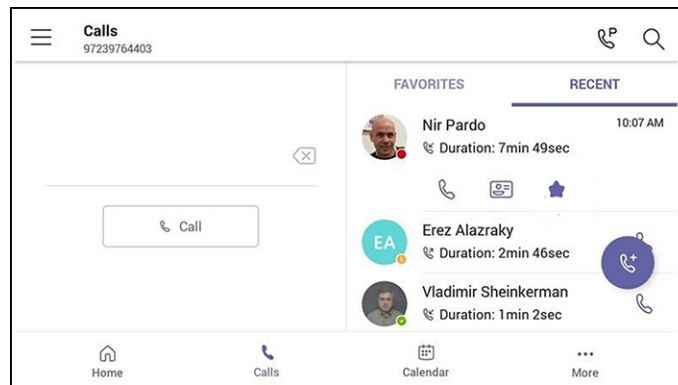 Calls
97239764403
P
FAVORITES
RECENT
Nir Pardo
10:07 AM
Duration: 7min 49sec
EA
Erez Alazraky
Duration: 2min 46sec
Vladimir Sheinkerman
Duration: 1min 2sec
Call
Home
Calls
Calendar
More